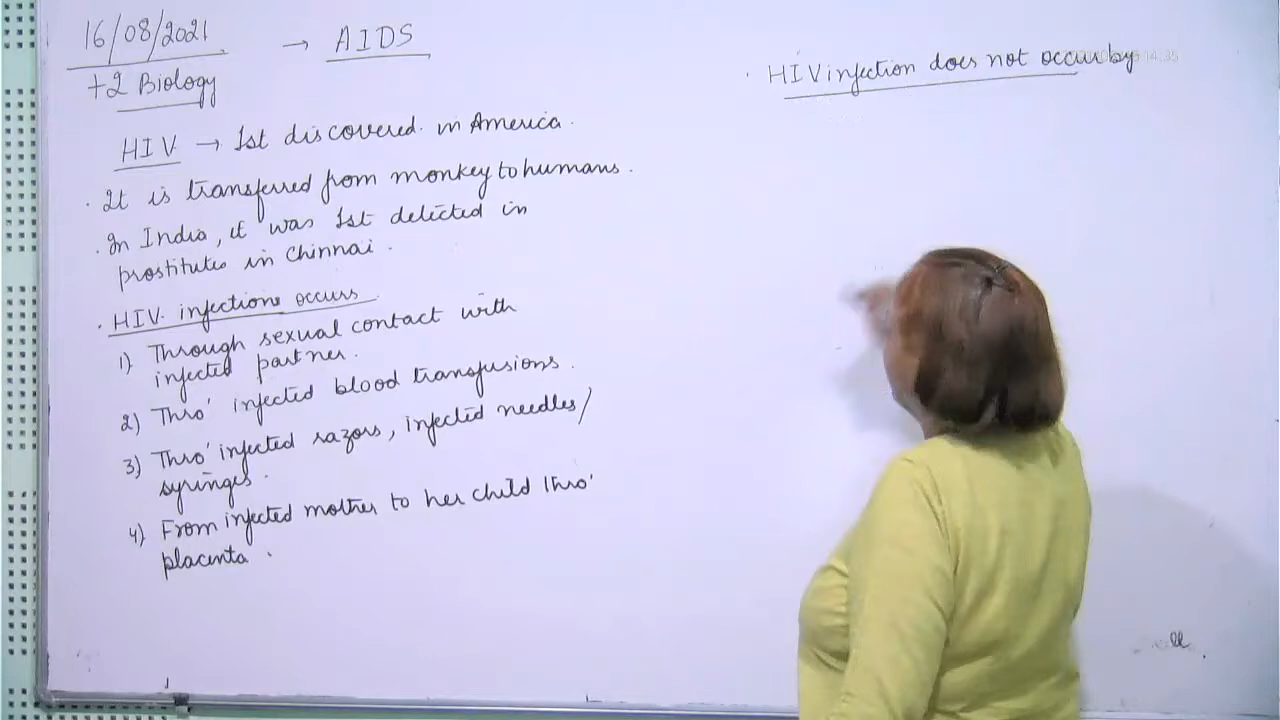 16/08/2021
+2 Biology
→ AIDS
HIV → 1st discovered in America.
· It is transferred from monkey to humans.
· In India, it was 1st detected in
prostitutes in Chinnai.
· HIV infections occurs
1) Through sexual contact with
infected partner.
2) Thro' infected blood transfusions.
3) Thro' infected razors, infected needles/
syringes.
4) From infected mother to her child thro'
placenta.
· HIV infection does not occur by